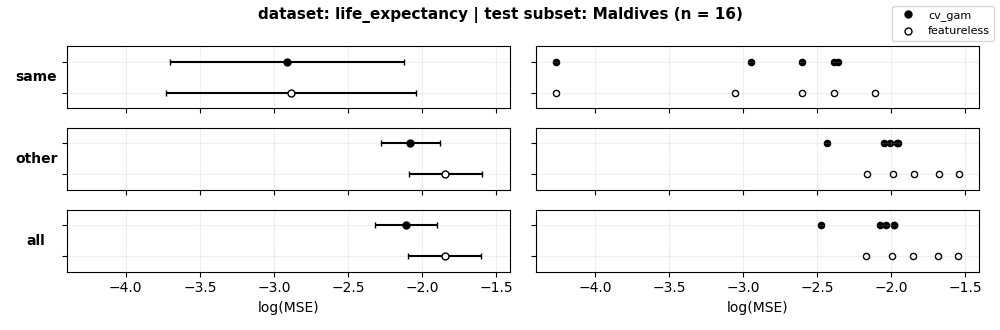 dataset: life_expectancy | test subset: Maldives (n = 16)
cv_gam
featureless
same
other
all
−4.0 −3.5 −3.0 −2.5 −2.0 −1.5
−4.0 −3.5 −3.0 −2.5 −2.0 −1.5
log(MSE)
log(MSE)